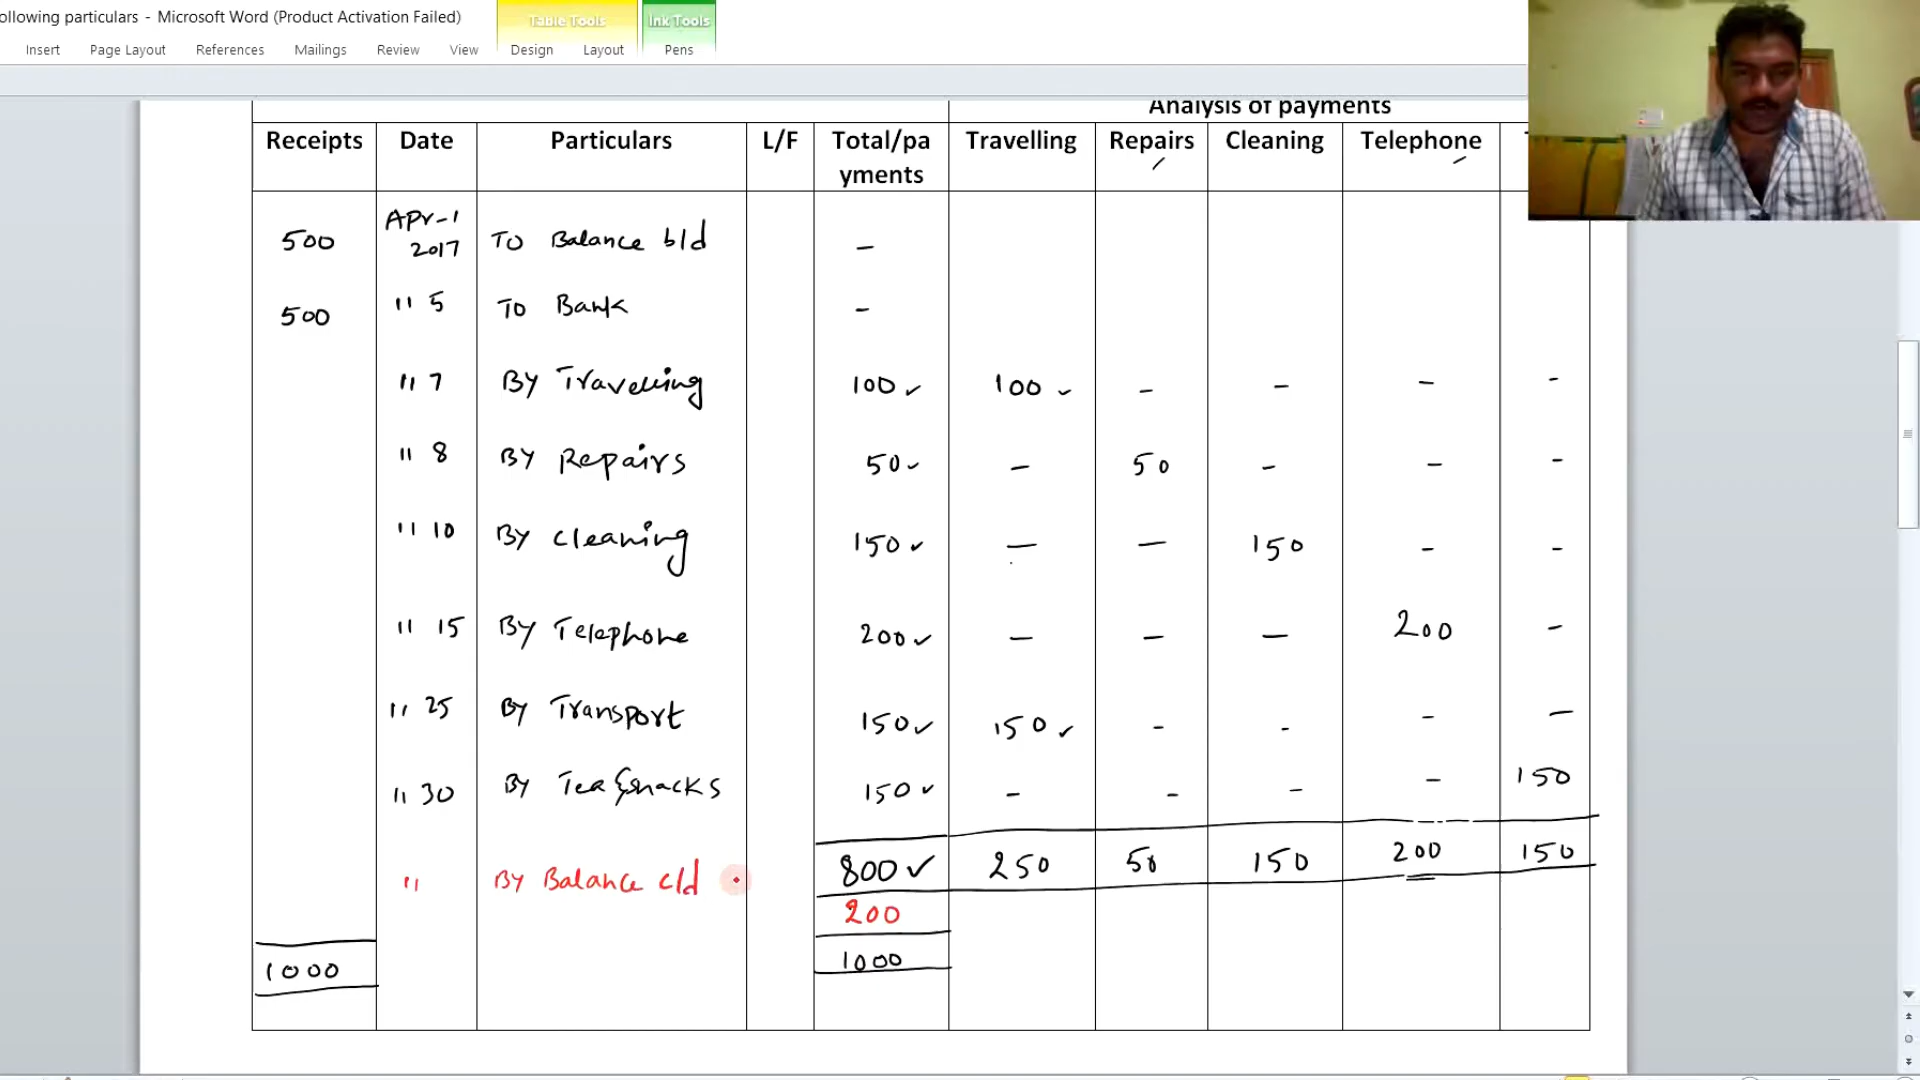 ollowing particulars - Microsoft Word (Product Activation Failed)
Table Tools
Ink Tools
Insert Page Layout References Mailings Review View Design Layout Pens
Analysis of payments
Receipts Date Particulars L/F Total/pa yments Travelling Repairs Cleaning Telephone
500 Apr-1 2017 To Balance b/d -
500 " 5 To Bank -
" 7 By Travelling 100 ✓ 100 ✓ - - - -
" 8 By Repairs 50 ✓ - 50 - - -
" 10 By Cleaning 150 ✓ - - 150 - -
" 15 By Telephone 200 ✓ - - - 200 -
" 25 By Transport 150 ✓ 150 ✓ - - - -
" 30 By Tea & snacks 150 ✓ - - - - 150
800 ✓ 250 50 150 200 150
" By Balance c/d 200
1000 1000